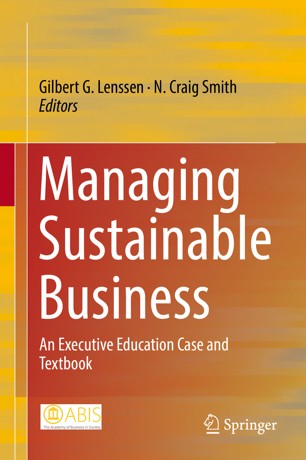 Gilbert G. Lenssen · N. Craig Smith
Editors
Managing
Sustainable
Business
An Executive Education Case and
Textbook
ABIS
The Academy of Business in Society
Springer